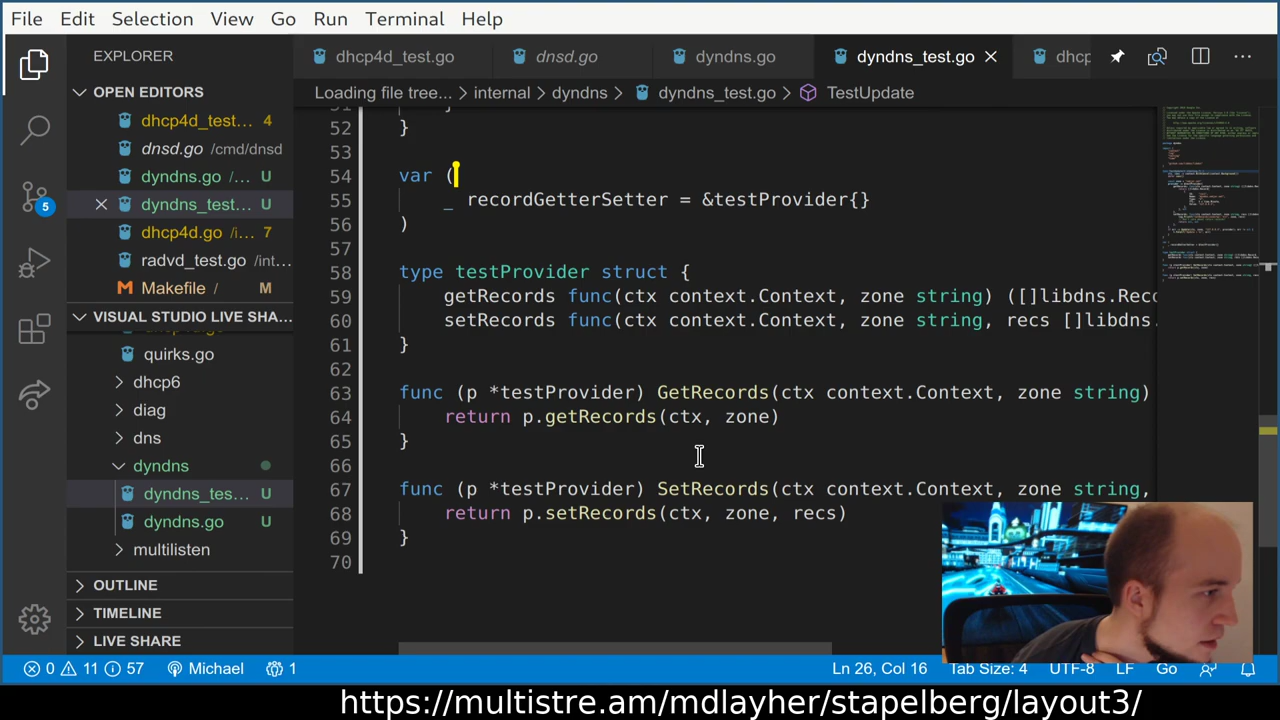 File Edit Selection View Go Run Terminal Help
EXPLORER
dhcp4d_test.go dnsd.go dyndns.go dyndns_test.go dhcp
OPEN EDITORS
Loading file tree... > internal > dyndns > dyndns_test.go > TestUpdate
dhcp4d_test... 4
dnsd.go /cmd/dnsd
dyndns.go /... U
dyndns_test... U
dhcp4d.go /i... 7
radvd_test.go /int...
Makefile / M
VISUAL STUDIO LIVE SHA...
quirks.go
dhcp6
diag
dns
dyndns
dyndns_tes... U
dyndns.go U
multilisten
OUTLINE
TIMELINE
LIVE SHARE
5
51 }
52 }
53
54 var (
55 _ recordGetterSetter = &testProvider{}
56 )
57
58 type testProvider struct {
59 getRecords func(ctx context.Context, zone string) ([]libdns.Reco
60 setRecords func(ctx context.Context, zone string, recs []libdns.
61 }
62
63 func (p *testProvider) GetRecords(ctx context.Context, zone string)
64 return p.getRecords(ctx, zone)
65 }
66
67 func (p *testProvider) SetRecords(ctx context.Context, zone string,
68 return p.setRecords(ctx, zone, recs)
69 }
70
0 11 57 Michael 1 Ln 26, Col 16 Tab Size: 4 UTF-8 LF Go
https://multistre.am/mdlayher/stapelberg/layout3/